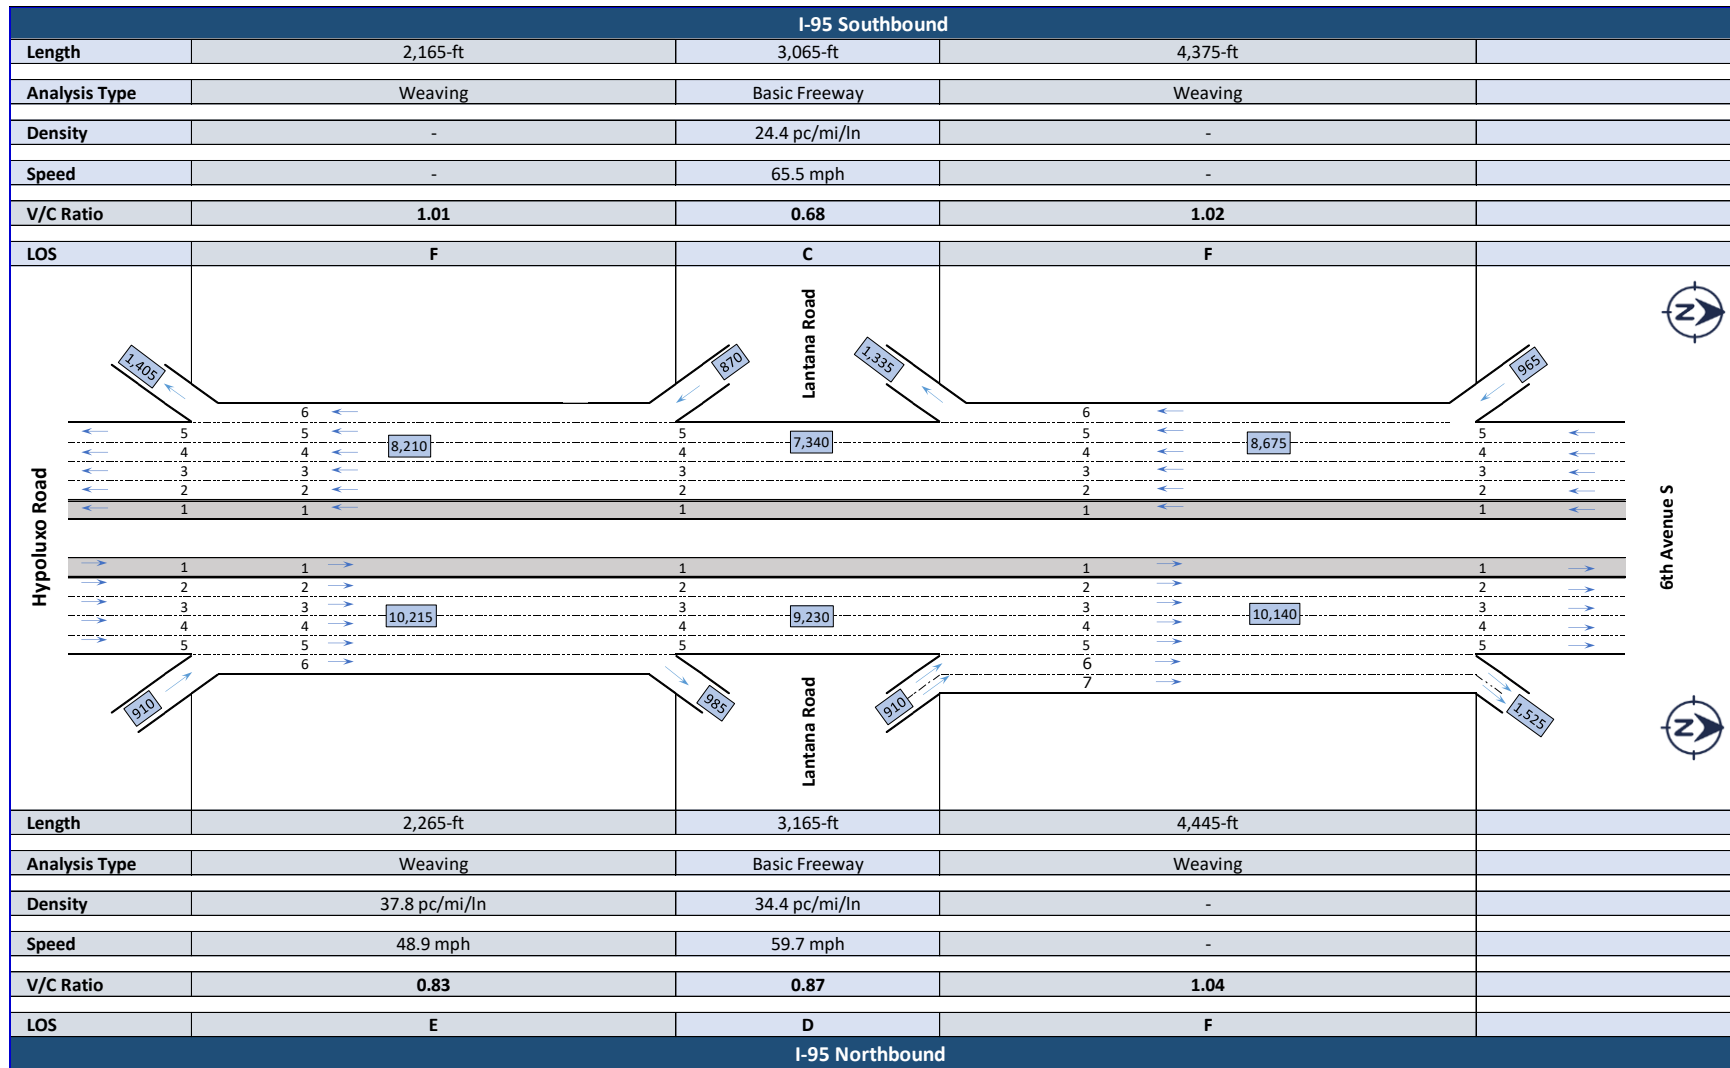 I-95 Southbound
Length 2,165-ft 3,065-ft 4,375-ft
Analysis Type Weaving Basic Freeway Weaving
Density - 24.4 pc/mi/ln -
Speed - 65.5 mph -
V/C Ratio 1.01 0.68 1.02
LOS F C F
Lantana Road
Z
1,405 870 1,335 965
6 6
5 5 5 5 5
8,210 7,340 8,675
4 4 4 4 4
3 3 3 3 3
2 2 2 2 2
1 1 1 1 1
Hypoluxo Road
6th Avenue S
1 1 1 1 1
2 2 2 2 2
3 3 3 3 3
10,215 9,230 10,140
4 4 4 4 4
5 5 5 5 5
6 6
7
910 985 910 1,525
Lantana Road
Z
Length 2,265-ft 3,165-ft 4,445-ft
Analysis Type Weaving Basic Freeway Weaving
Density 37.8 pc/mi/ln 34.4 pc/mi/ln -
Speed 48.9 mph 59.7 mph -
V/C Ratio 0.83 0.87 1.04
LOS E D F
I-95 Northbound